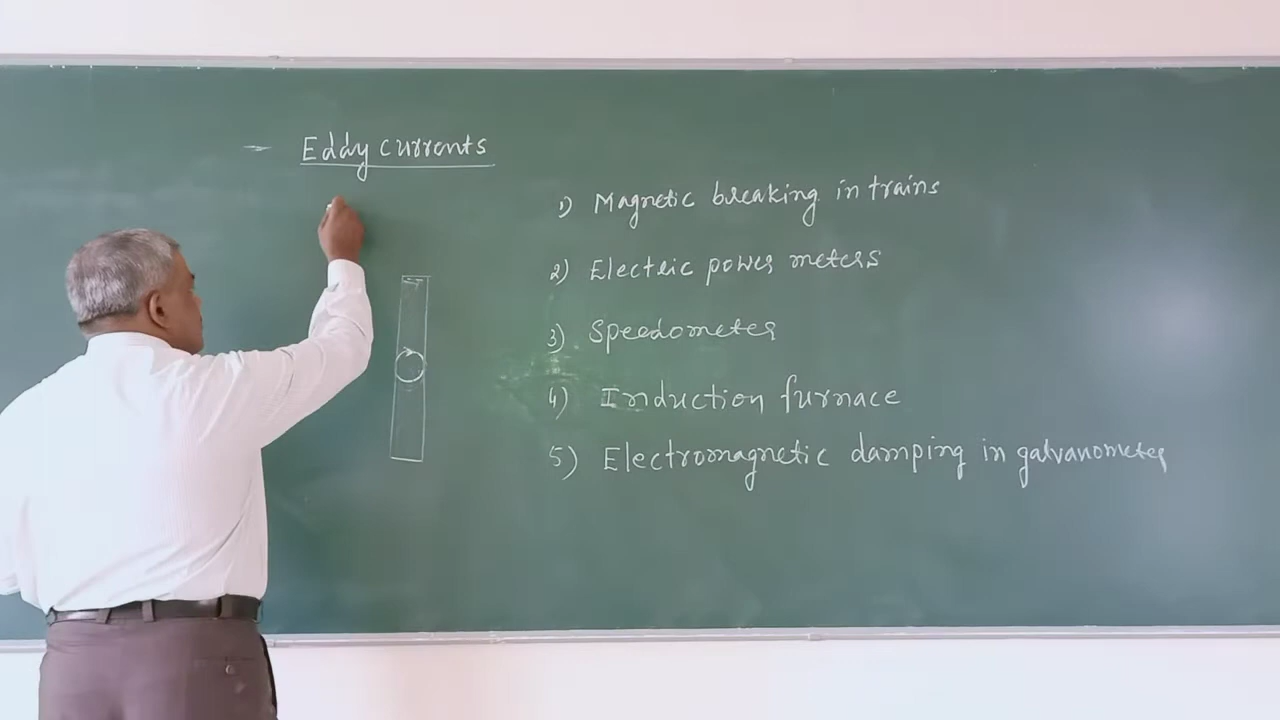 Eddy currents
1) Magnetic breaking in trains
2) Electric power meters
3) Speedometer
4) Induction furnace
5) Electromagnetic damping in galvanometer